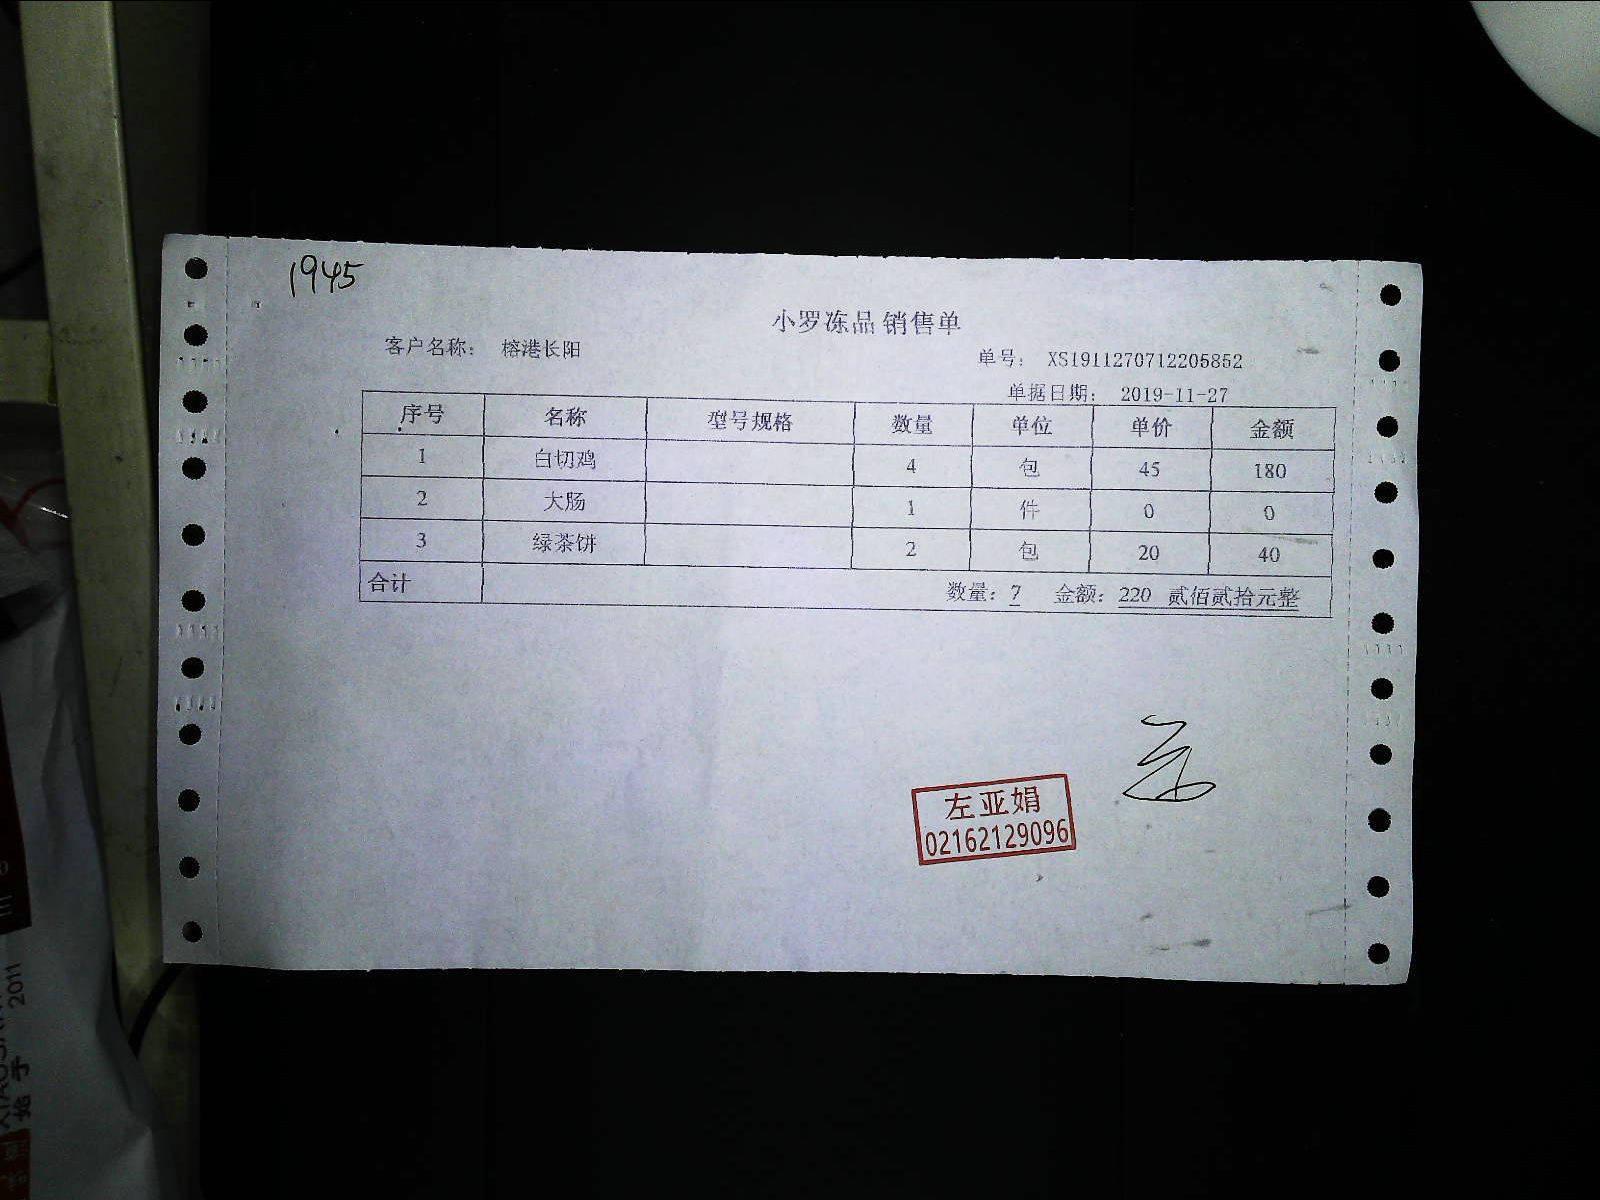 1945
小罗冻品 销售单
客户名称： 榕港长阳
单号： XS1911270712205852
单据日期： 2019-11-27
序号 名称 型号规格 数量 单位 单价 金额
1 白切鸡 4 包 45 180
2 大肠 1 件 0 0
3 绿茶饼 2 包 20 40
合计 数量：7 金额：220 贰佰贰拾元整
左亚娟
02162129096
2011